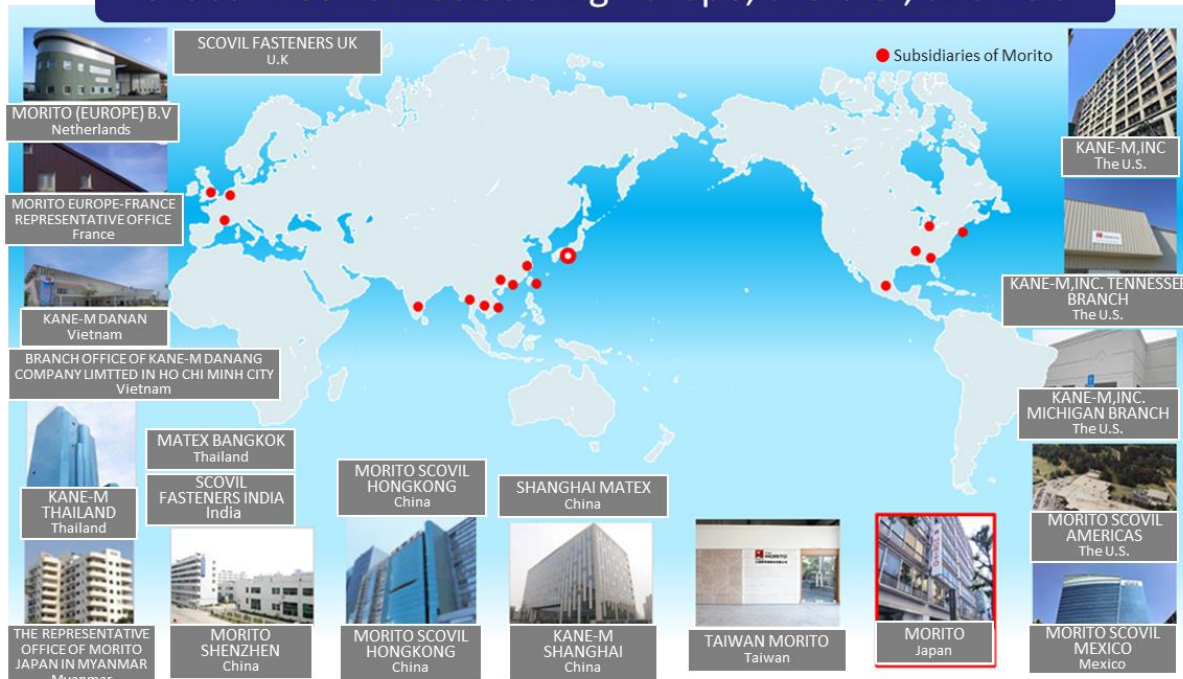 SCOVIL FASTENERS UK
U.K
Subsidiaries of Morito
MORITO (EUROPE) B.V
Netherlands
KANE-M,INC
The U.S.
MORITO EUROPE-FRANCE
REPRESENTATIVE OFFICE
France
KANE-M DANAN
Vietnam
KANE-M,INC. TENNESSEE
BRANCH
The U.S.
BRANCH OFFICE OF KANE-M DANANG
COMPANY LIMTTED IN HO CHI MINH CITY
Vietnam
KANE-M,INC.
MICHIGAN BRANCH
The U.S.
MATEX BANGKOK
Thailand
SCOVIL
FASTENERS INDIA
India
MORITO SCOVIL
HONGKONG
China
SHANGHAI MATEX
China
KANE-M
THAILAND
Thailand
MORITO SCOVIL
AMERICAS
The U.S.
MORITO
THE REPRESENTATIVE
OFFICE OF MORITO
JAPAN IN MYANMAR
Myanmar
MORITO
SHENZHEN
China
MORITO SCOVIL
HONGKONG
China
KANE-M
SHANGHAI
China
TAIWAN MORITO
Taiwan
MORITO
Japan
MORITO SCOVIL
MEXICO
Mexico